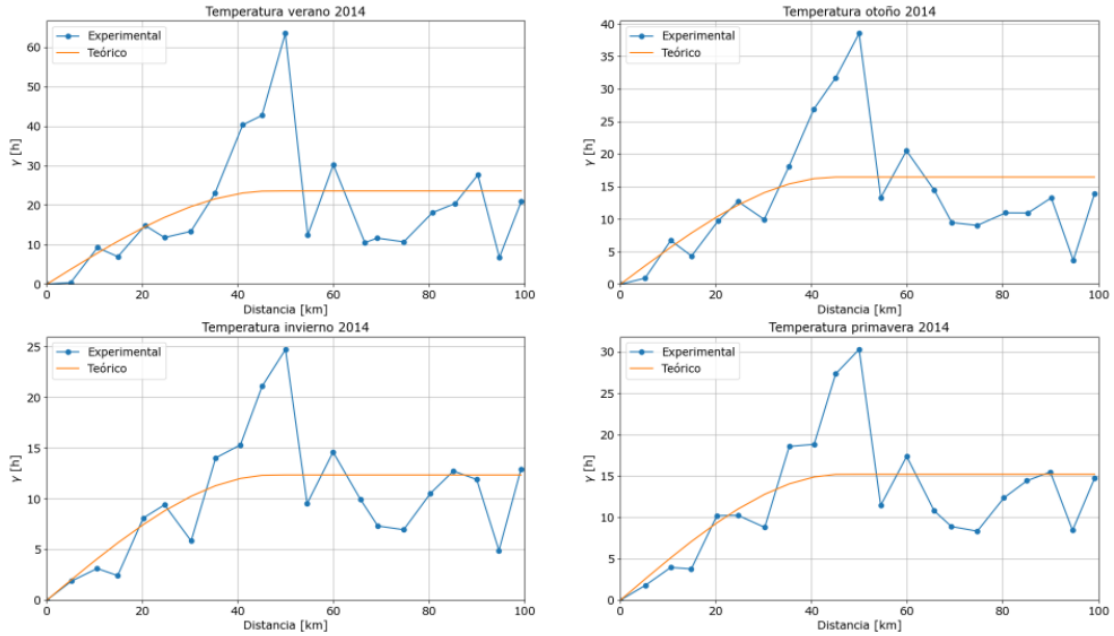 Temperatura verano 2014
Experimental
Teórico
γ [h]
60
50
40
30
20
10
0
0 20 40 60 80 100
Distancia [km]
Temperatura otoño 2014
Experimental
Teórico
γ [h]
40
35
30
25
20
15
10
5
0
0 20 40 60 80 100
Distancia [km]
Temperatura invierno 2014
Experimental
Teórico
γ [h]
25
20
15
10
5
0
0 20 40 60 80 100
Distancia [km]
Temperatura primavera 2014
Experimental
Teórico
γ [h]
30
25
20
15
10
5
0
0 20 40 60 80 100
Distancia [km]